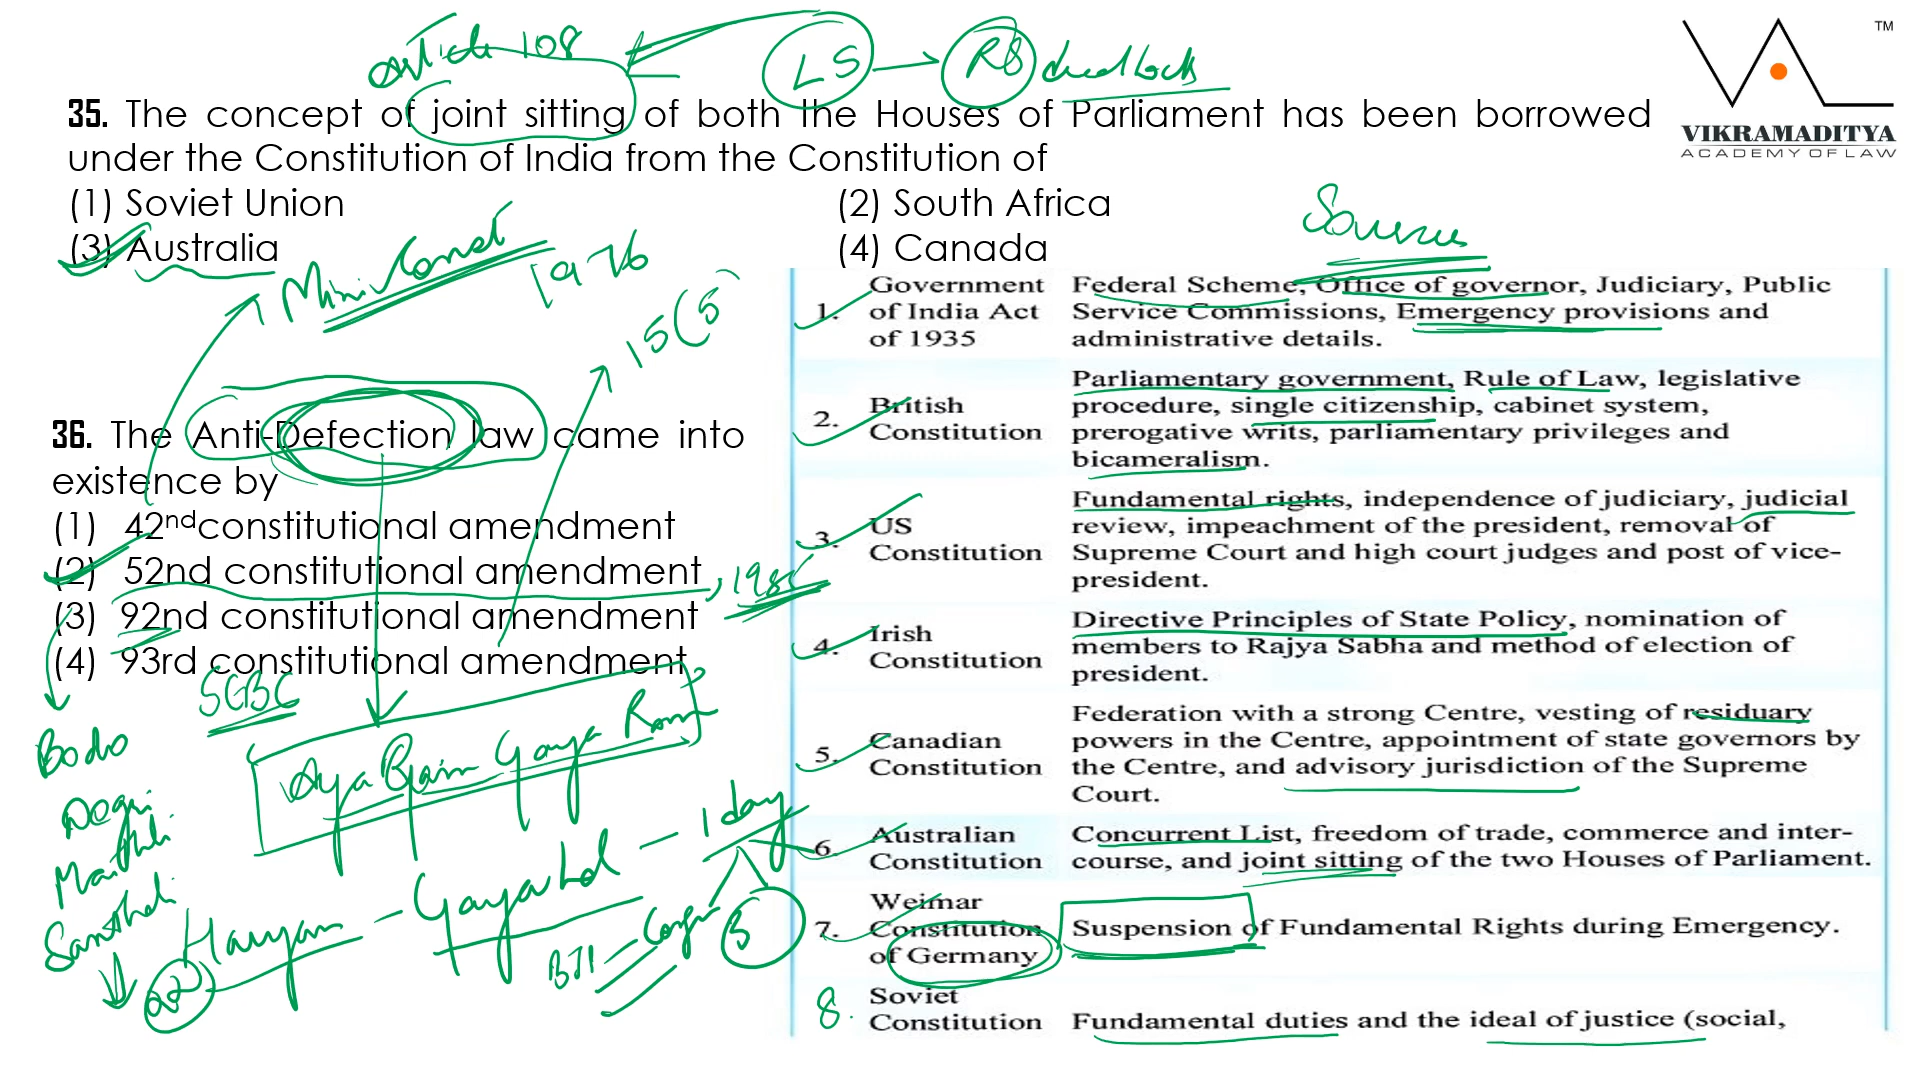 Article 108
LS → RS deadlock
TM
VIKRAMADITYA
ACADEMY OF LAW
35. The concept of joint sitting of both the Houses of Parliament has been borrowed
under the Constitution of India from the Constitution of
(1) Soviet Union
(2) South Africa
(3) Australia
(4) Canada
Sources
Mini Const
1976
15(5)
36. The Anti-Defection law came into
existence by
(1) 42nd constitutional amendment
(2) 52nd constitutional amendment, 1985
(3) 92nd constitutional amendment
(4) 93rd constitutional amendment
SGBC
Aya Ram Gaya Ram
Bodo
Dogri
Maithili
Santhali
22
Haryana - Gayalal - 1 day
3
BJP
1. Government of India Act of 1935
Federal Scheme, Office of governor, Judiciary, Public
Service Commissions, Emergency provisions and
administrative details.
2. British Constitution
Parliamentary government, Rule of Law, legislative
procedure, single citizenship, cabinet system,
prerogative writs, parliamentary privileges and
bicameralism.
3. US Constitution
Fundamental rights, independence of judiciary, judicial
review, impeachment of the president, removal of
Supreme Court and high court judges and post of vice-
president.
4. Irish Constitution
Directive Principles of State Policy, nomination of
members to Rajya Sabha and method of election of
president.
5. Canadian Constitution
Federation with a strong Centre, vesting of residuary
powers in the Centre, appointment of state governors by
the Centre, and advisory jurisdiction of the Supreme
Court.
6. Australian Constitution
Concurrent List, freedom of trade, commerce and inter-
course, and joint sitting of the two Houses of Parliament.
7. Weimar Constitution of Germany
Suspension of Fundamental Rights during Emergency.
8. Soviet Constitution
Fundamental duties and the ideal of justice (social,